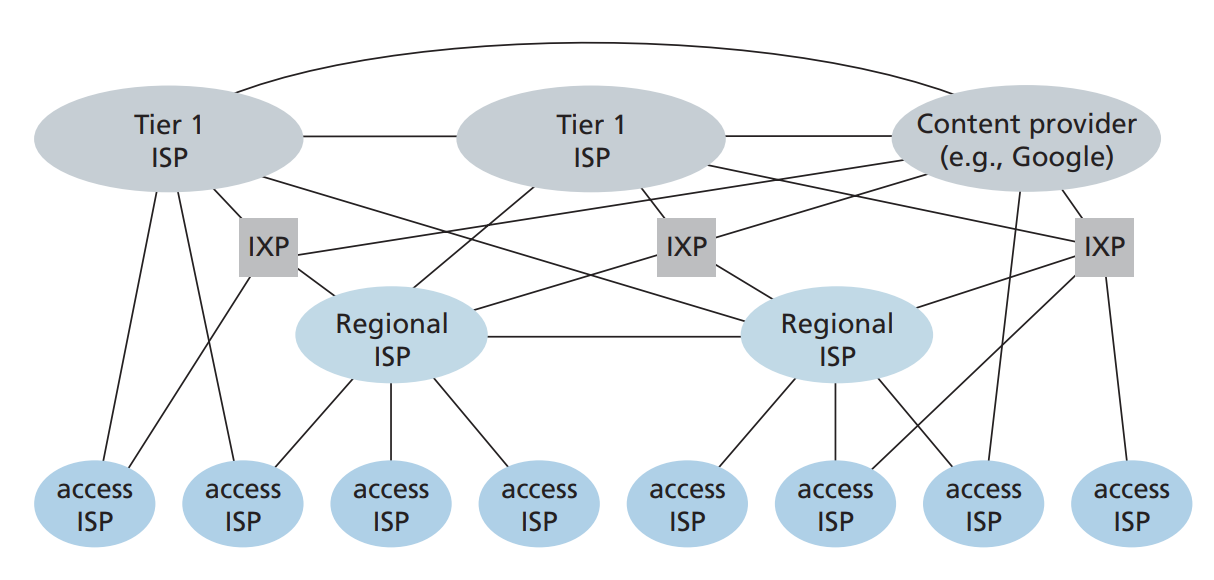 Tier 1
ISP
Tier 1
ISP
Content provider
(e.g., Google)
IXP
IXP
IXP
Regional
ISP
Regional
ISP
access
ISP
access
ISP
access
ISP
access
ISP
access
ISP
access
ISP
access
ISP
access
ISP